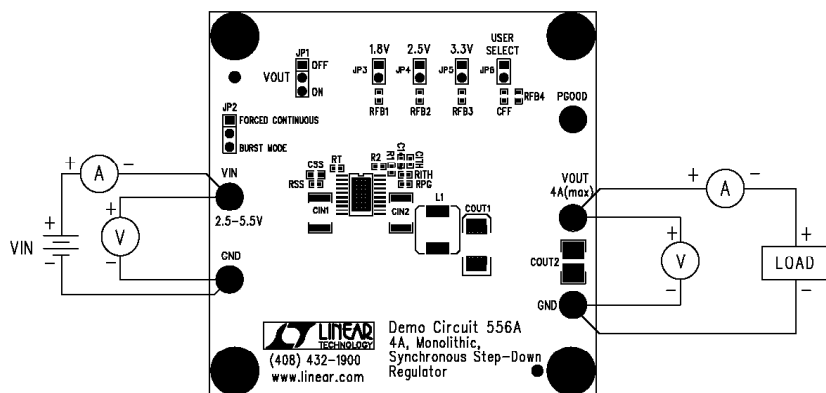 JP1
OFF
VOUT
ON
1.8V
JP3
RFB1
2.5V
JP4
RFB2
3.3V
JP5
RFB3
USER
SELECT
JP6
CFF
RFB4
PGOOD
JP2
FORCED CONTINUOUS
BURST MODE
VIN
2.5-5.5V
GND
+ A -
+ V -
VIN
+
-
CSS
RSS
RT
R2
R1
C1
CITH
RITH
RPG
CIN1
CIN2
L1
COUT1
VOUT
4A(max)
COUT2
GND
+ A -
+ V -
+
LOAD
-
LINEAR
TECHNOLOGY
(408) 432-1900
www.linear.com
Demo Circuit 556A
4A, Monolithic,
Synchronous Step-Down
Regulator